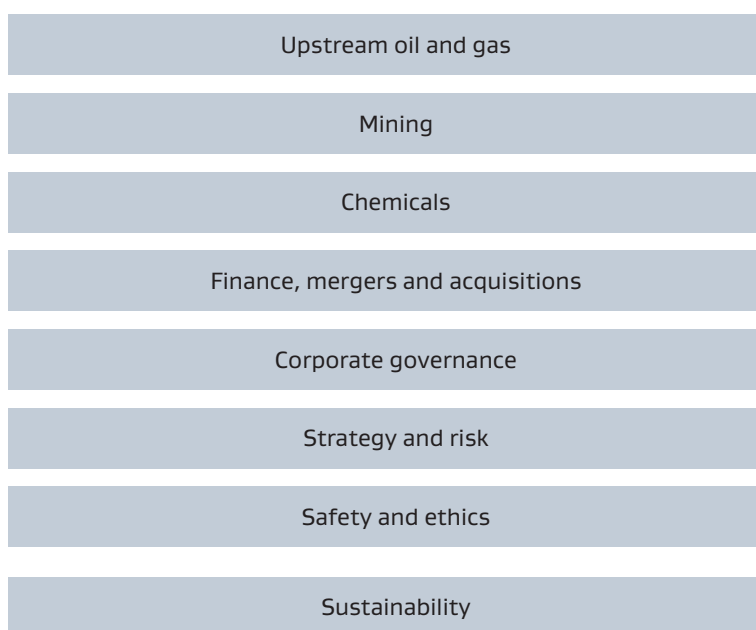 Upstream oil and gas
Mining
Chemicals
Finance, mergers and acquisitions
Corporate governance
Strategy and risk
Safety and ethics
Sustainability